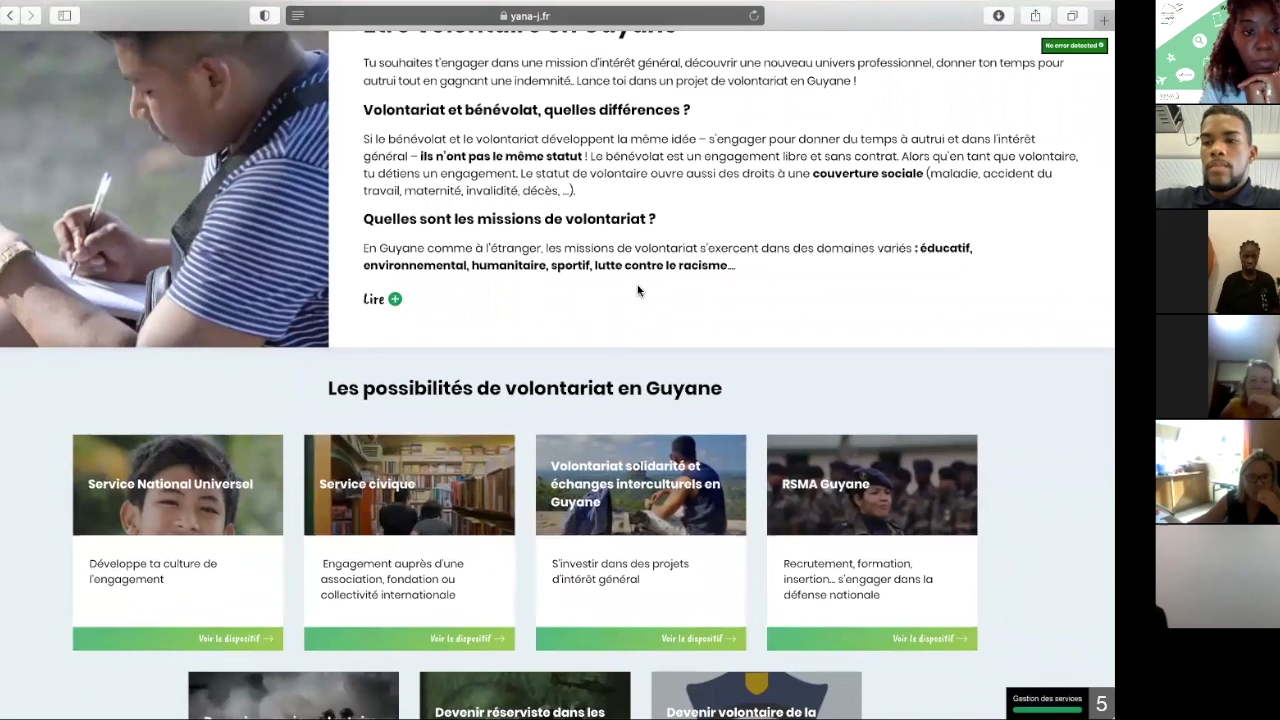 yana-j.fr
No error detected
Tu souhaites t'engager dans une mission d'intérêt général, découvrir une nouveau univers professionnel, donner ton temps pour
autrui tout en gagnant une indemnité.. Lance toi dans un projet de volontariat en Guyane !
Volontariat et bénévolat, quelles différences ?
Si le bénévolat et le volontariat développent la même idée – s'engager pour donner du temps à autrui et dans l'intérêt
général – ils n'ont pas le même statut ! Le bénévolat est un engagement libre et sans contrat. Alors qu'en tant que volontaire,
tu détiens un engagement. Le statut de volontaire ouvre aussi des droits à une couverture sociale (maladie, accident du
travail, maternité, invalidité, décès, ...).
Quelles sont les missions de volontariat ?
En Guyane comme à l'étranger, les missions de volontariat s'exercent dans des domaines variés : éducatif,
environnemental, humanitaire, sportif, lutte contre le racisme....
Lire
Les possibilités de volontariat en Guyane
Service National Universel
Développe ta culture de
l'engagement
Voir le dispositif →
Service civique
Engagement auprès d'une
association, fondation ou
collectivité internationale
Voir le dispositif →
Volontariat solidarité et
échanges interculturels en
Guyane
S'investir dans des projets
d'intérêt général
Voir le dispositif →
RSMA Guyane
Recrutement, formation,
insertion... s'engager dans la
défense nationale
Voir le dispositif →
Devenir réserviste dans les
Devenir volontaire de la
Gestion des services
5